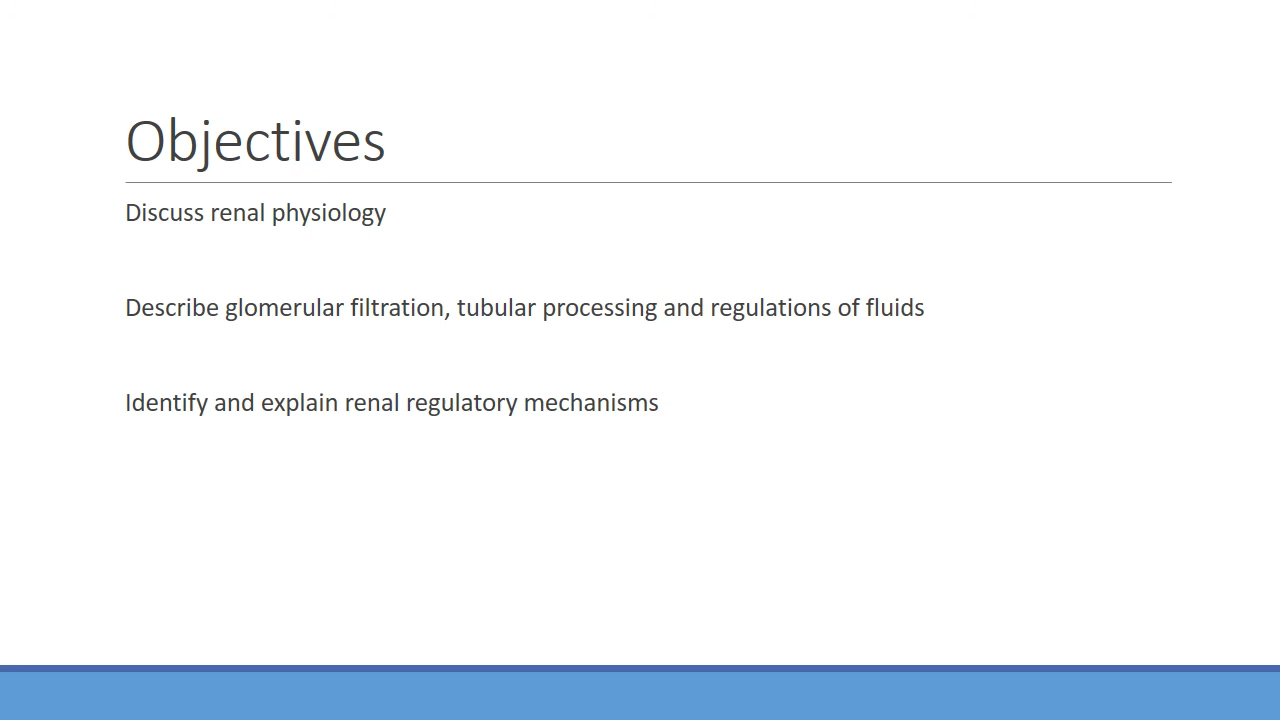 Objectives
Discuss renal physiology
Describe glomerular filtration, tubular processing and regulations of fluids
Identify and explain renal regulatory mechanisms